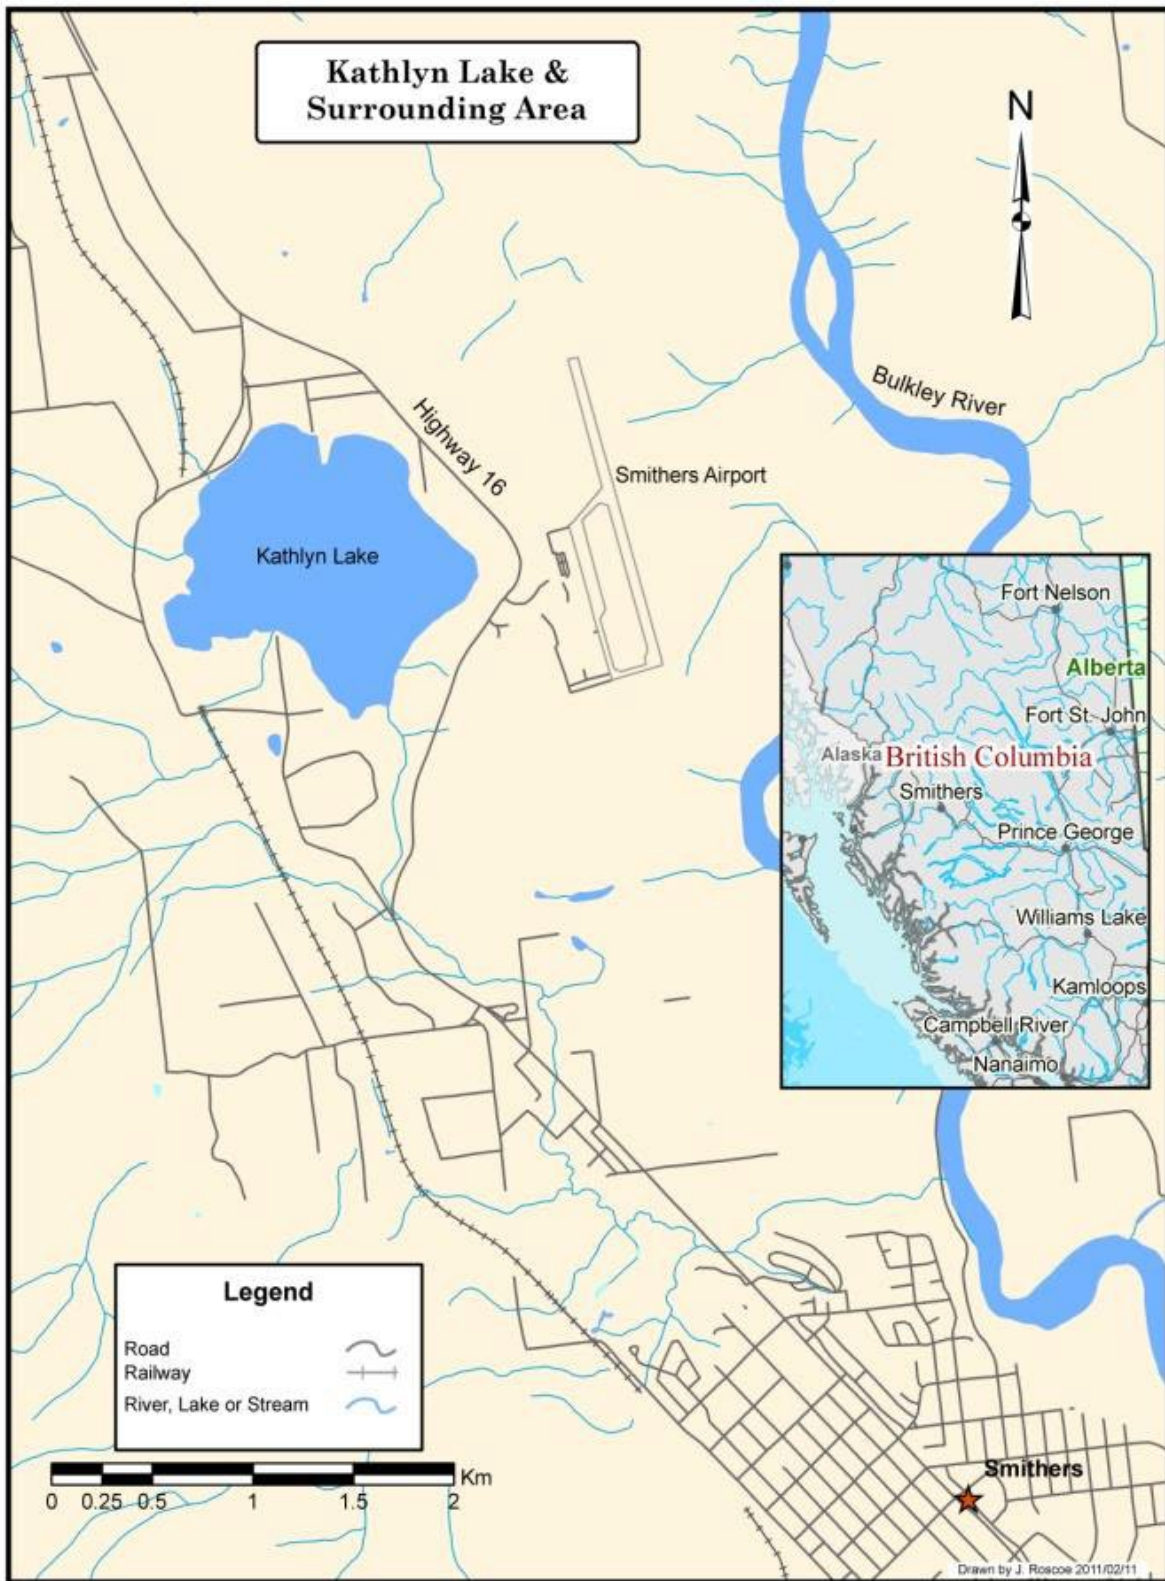 Kathlyn Lake &
Surrounding Area
N
Bulkley River
Highway 16
Smithers Airport
Kathlyn Lake
Fort Nelson
Alberta
Fort St. John
Alaska
British Columbia
Smithers
Prince George
Williams Lake
Kamloops
Campbell River
Nanaimo
Legend
Road
Railway
River, Lake or Stream
Km
0 0.25 0.5 1 1.5 2
Smithers
Drawn by J. Roscoe 2011/02/11